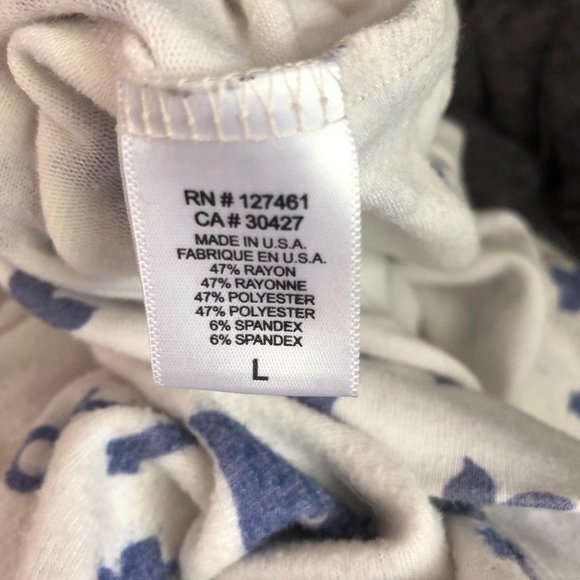 RN # 127461
CA # 30427
MADE IN U.S.A.
FABRIQUE EN U.S.A.
47% RAYON
47% RAYONNE
47% POLYESTER
47% POLYESTER
6% SPANDEX
6% SPANDEX
L